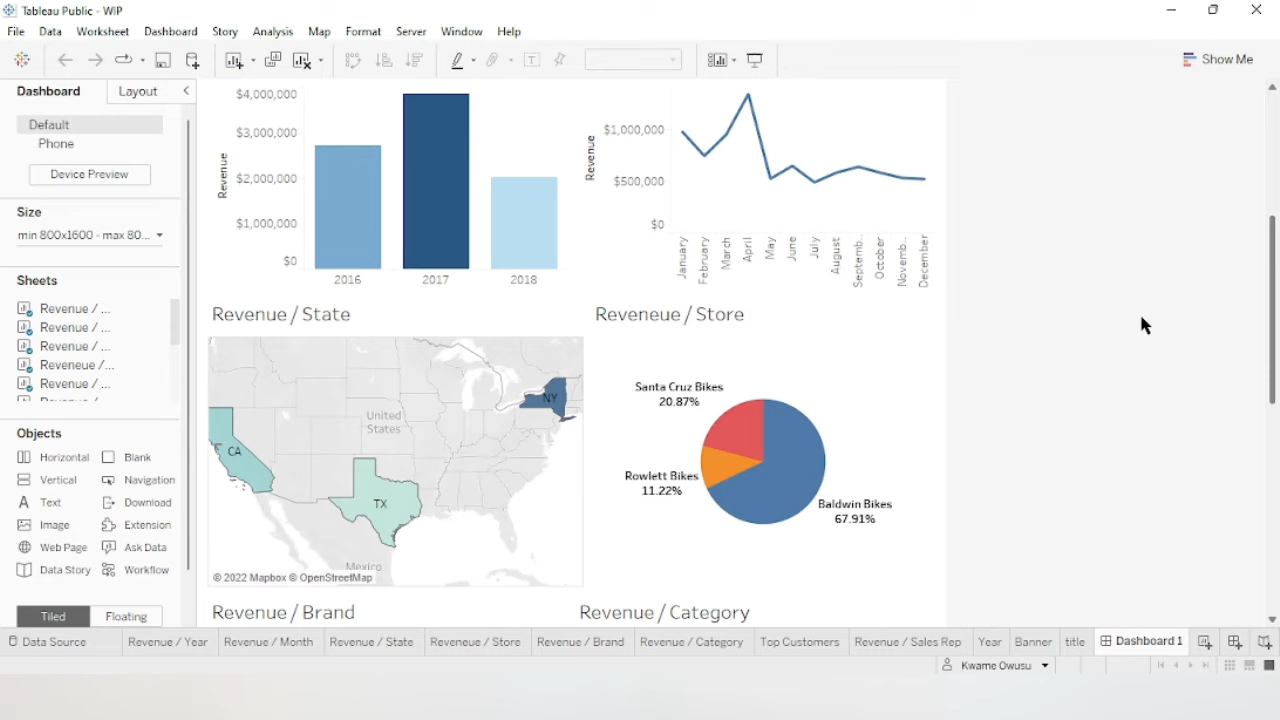 Tableau Public - WIP
File Data Worksheet Dashboard Story Analysis Map Format Server Window Help
Show Me
Dashboard Layout
Default
Phone
Device Preview
Size
min 800x1600 - max 80...
Sheets
Revenue / ...
Revenue / ...
Revenue / ...
Reveneue /...
Revenue / ...
Objects
Horizontal Blank
Vertical Navigation
Text Download
Image Extension
Web Page Ask Data
Data Story Workflow
Tiled Floating
Revenue
$4,000,000
$3,000,000
$2,000,000
$1,000,000
$0
2016 2017 2018
Revenue
$1,000,000
$500,000
$0
January February March April May June July August Septemb.. October Novemb.. December
Revenue / State
United States
CA
TX
NY
Mexico
© 2022 Mapbox © OpenStreetMap
Reveneue / Store
Santa Cruz Bikes
20.87%
Rowlett Bikes
11.22%
Baldwin Bikes
67.91%
Revenue / Brand
Revenue / Category
Data Source Revenue / Year Revenue / Month Revenue / State Reveneue / Store Revenue / Brand Revenue / Category Top Customers Revenue / Sales Rep Year Banner title Dashboard 1
Kwame Owusu